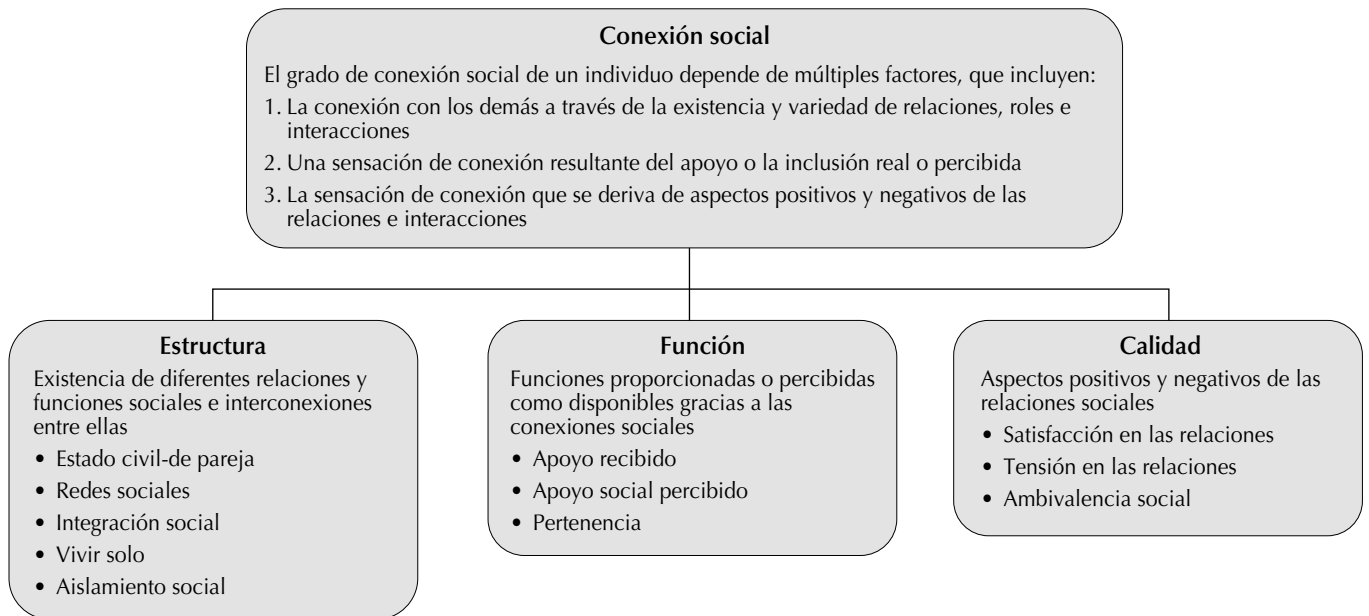 Conexión social
El grado de conexión social de un individuo depende de múltiples factores, que incluyen:
1. La conexión con los demás a través de la existencia y variedad de relaciones, roles e
interacciones
2. Una sensación de conexión resultante del apoyo o la inclusión real o percibida
3. La sensación de conexión que se deriva de aspectos positivos y negativos de las
relaciones e interacciones
Estructura
Existencia de diferentes relaciones y
funciones sociales e interconexiones
entre ellas
• Estado civil-de pareja
• Redes sociales
• Integración social
• Vivir solo
• Aislamiento social
Función
Funciones proporcionadas o percibidas
como disponibles gracias a las
conexiones sociales
• Apoyo recibido
• Apoyo social percibido
• Pertenencia
Calidad
Aspectos positivos y negativos de las
relaciones sociales
• Satisfacción en las relaciones
• Tensión en las relaciones
• Ambivalencia social